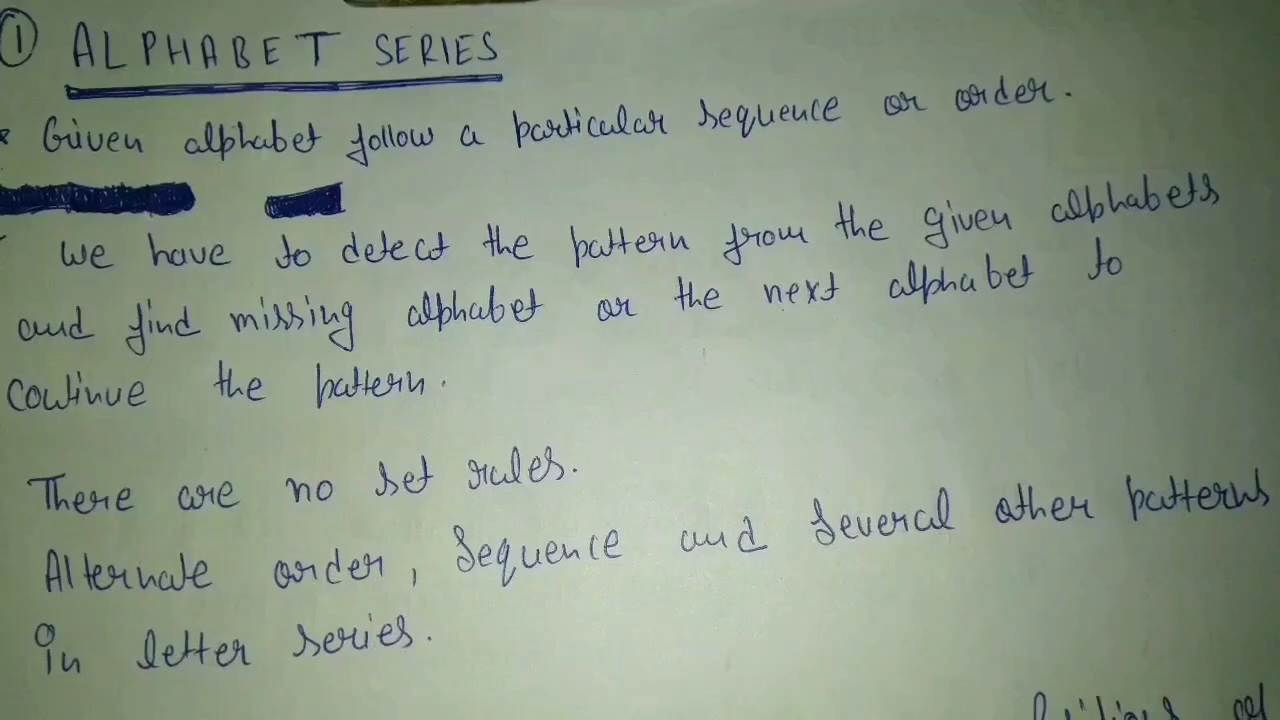 ① ALPHABET SERIES
* Given alphabet follow a particular sequence or order.
we have to detect the pattern from the given alphabets
and find missing alphabet or the next alphabet to
continue the pattern.
There are no set rules.
Alternate order, Sequence and several other patterns
in letter series.